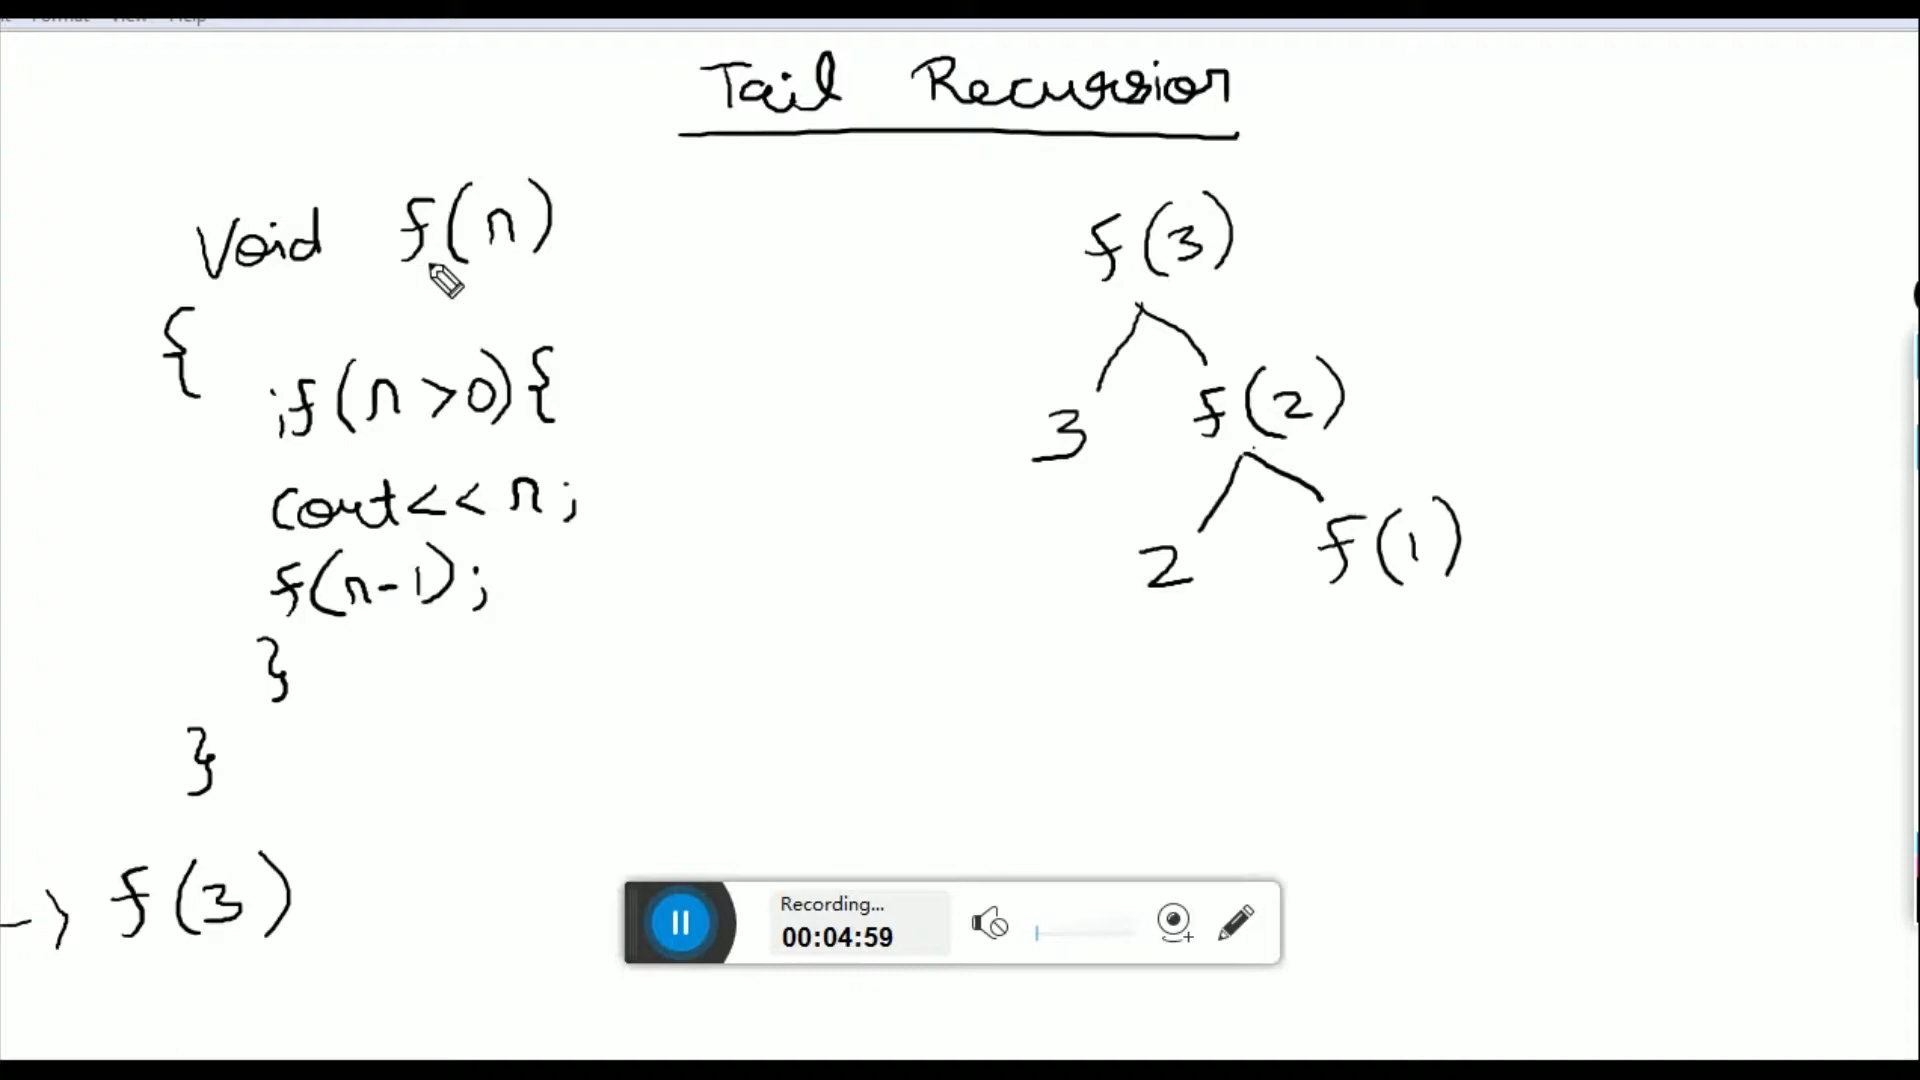 Tail Recursion
Void f(n)
{
if(n>0){
cout<<n;
f(n-1);
}
}
-> f(3)
f(3)
3 f(2)
2 f(1)
Recording...
00:04:59